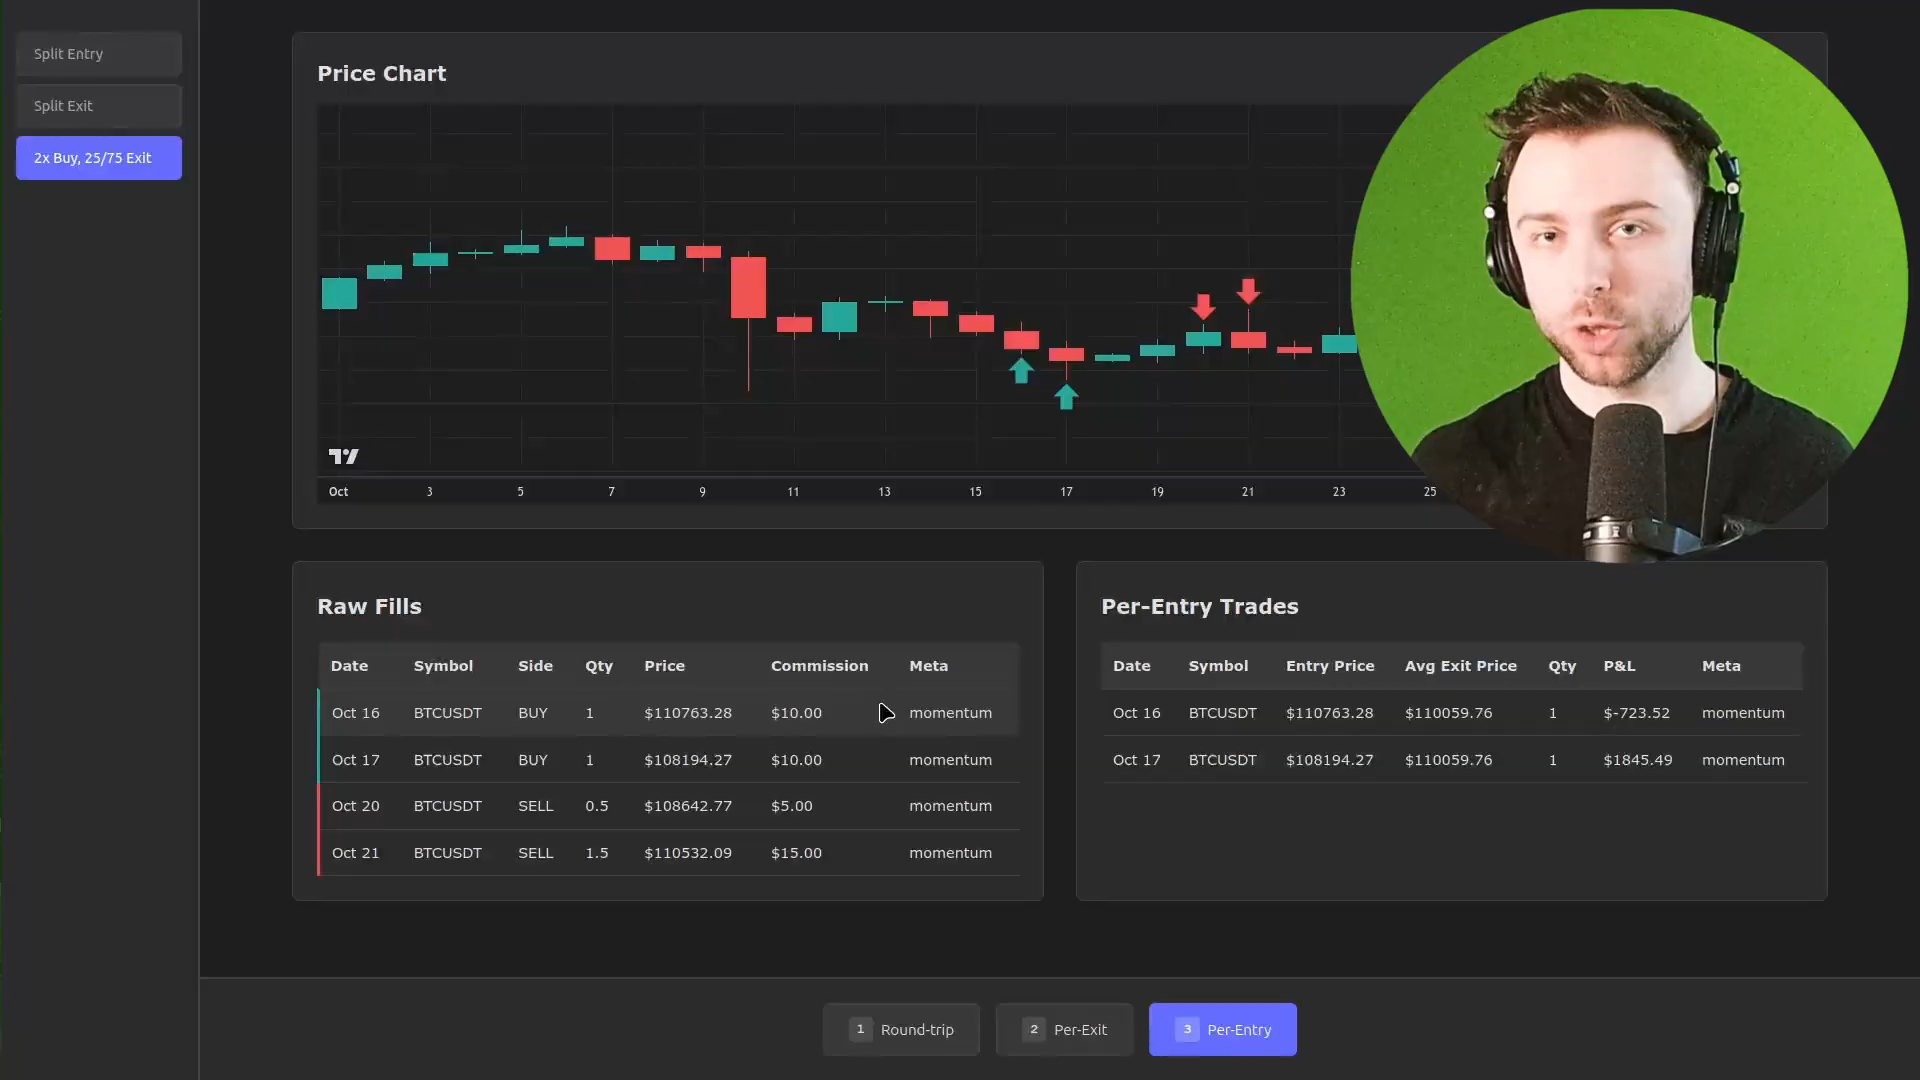 Split Entry
Split Exit
2x Buy, 25/75 Exit
Price Chart
Oct 3 5 7 9 11 13 15 17 19 21 23 25
Raw Fills
Date Symbol Side Qty Price Commission Meta
Oct 16 BTCUSDT BUY 1 $110763.28 $10.00 momentum
Oct 17 BTCUSDT BUY 1 $108194.27 $10.00 momentum
Oct 20 BTCUSDT SELL 0.5 $108642.77 $5.00 momentum
Oct 21 BTCUSDT SELL 1.5 $110532.09 $15.00 momentum
Per-Entry Trades
Date Symbol Entry Price Avg Exit Price Qty P&L Meta
Oct 16 BTCUSDT $110763.28 $110059.76 1 $-723.52 momentum
Oct 17 BTCUSDT $108194.27 $110059.76 1 $1845.49 momentum
1 Round-trip
2 Per-Exit
3 Per-Entry